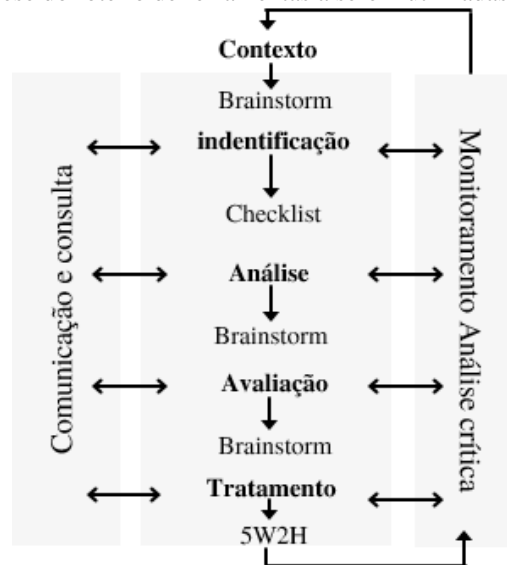 Contexto
Brainstorm
indentificação
Checklist
Análise
Brainstorm
Avaliação
Brainstorm
Tratamento
5W2H
Comunicação e consulta
Monitoramento Análise crítica